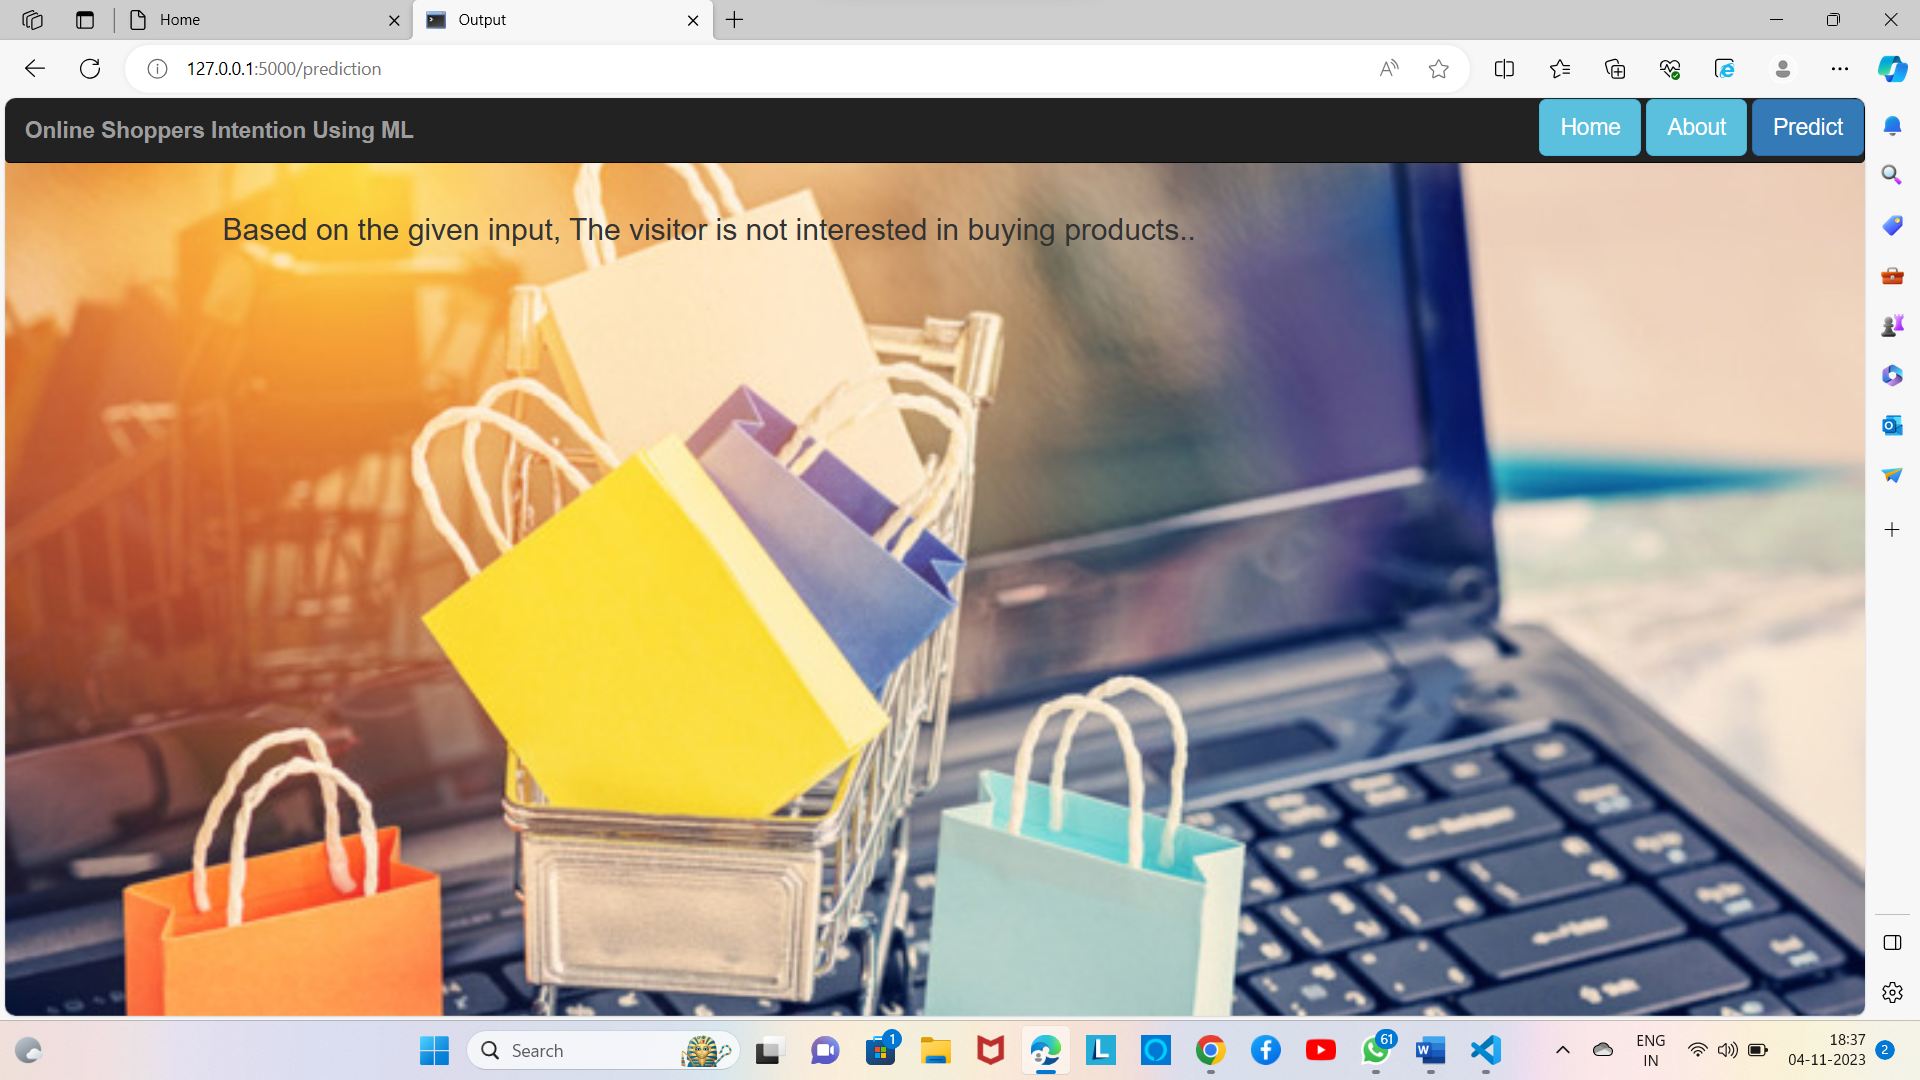 Home
Output
127.0.0.1:5000/prediction
Online Shoppers Intention Using ML
Home
About
Predict
Based on the given input, The visitor is not interested in buying products..
Search
1
61
ENG
IN
18:37
04-11-2023
2